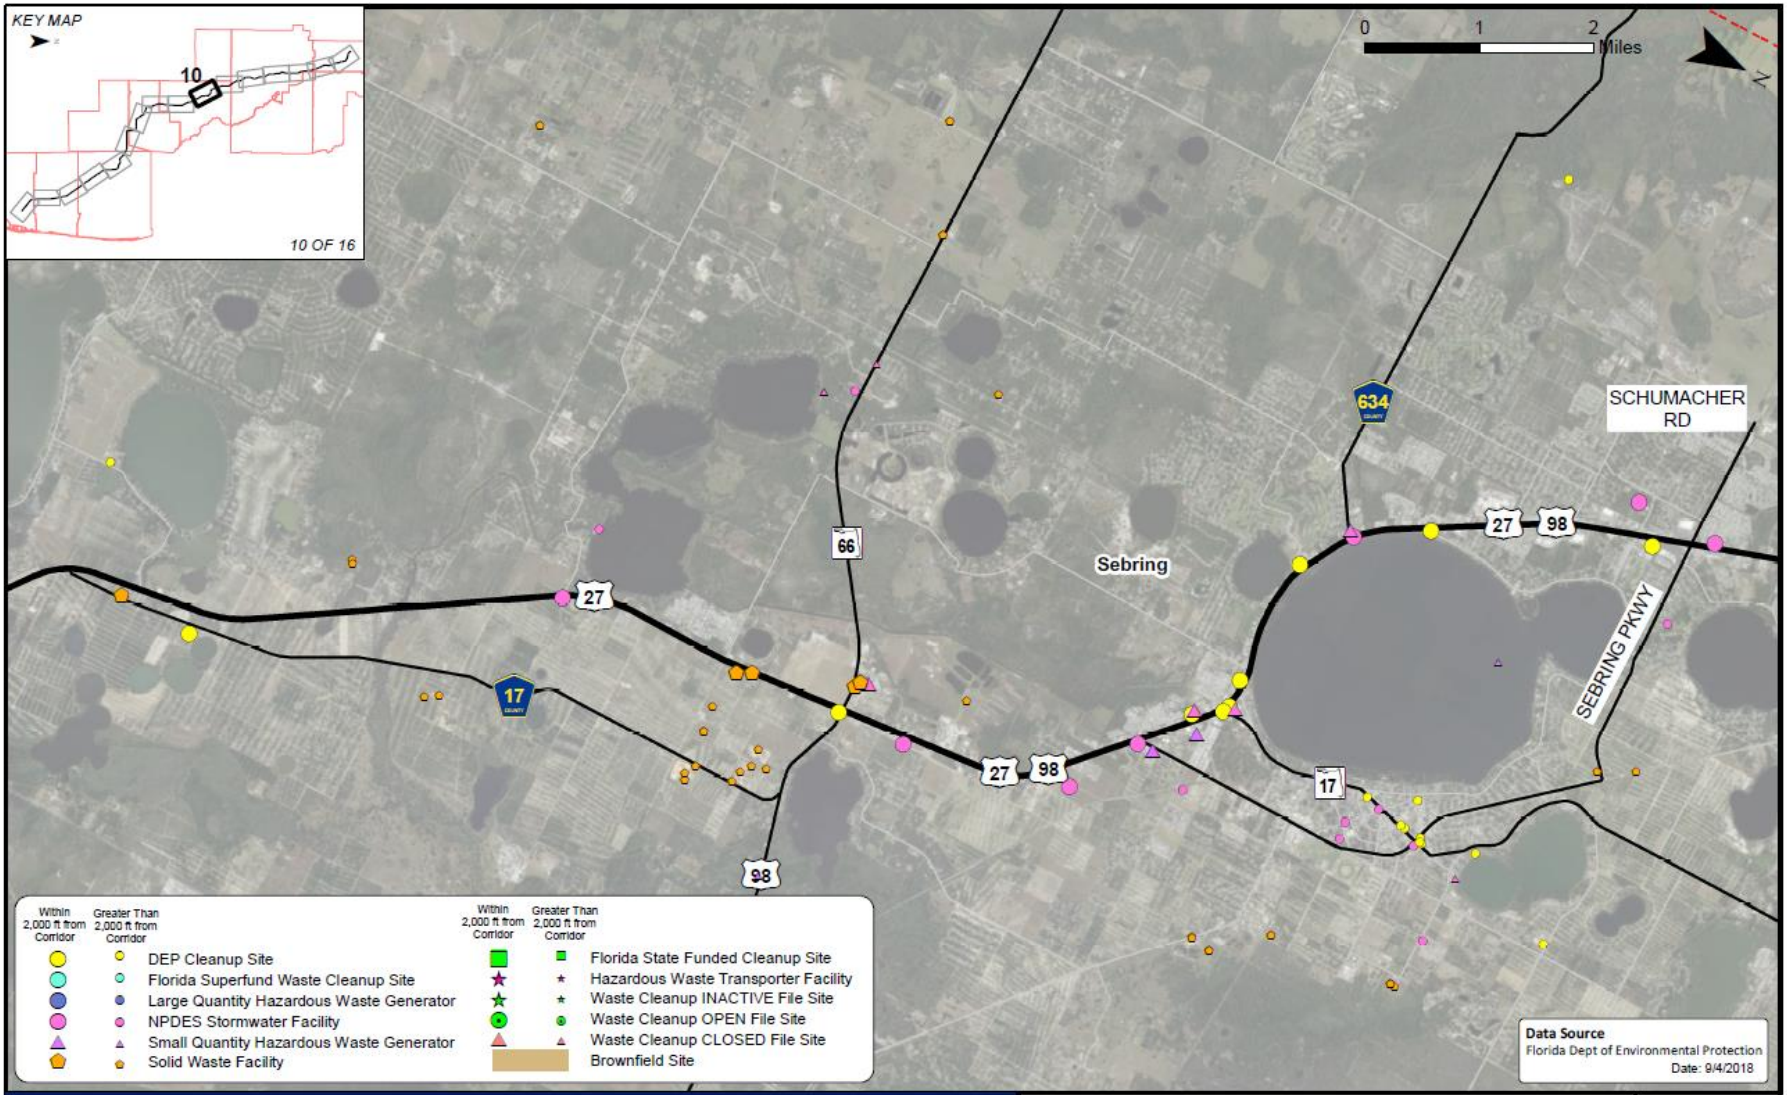 KEY MAP
N
10
10 OF 16
0 1 2
Miles
N
634
COUNTY
SCHUMACHER
RD
27
98
66
Sebring
27
SEBRING PKWY
17
COUNTY
27
98
17
98
Within
2,000 ft from
Corridor
Greater Than
2,000 ft from
Corridor
DEP Cleanup Site
Florida Superfund Waste Cleanup Site
Large Quantity Hazardous Waste Generator
NPDES Stormwater Facility
Small Quantity Hazardous Waste Generator
Solid Waste Facility
Within
2,000 ft from
Corridor
Greater Than
2,000 ft from
Corridor
Florida State Funded Cleanup Site
Hazardous Waste Transporter Facility
Waste Cleanup INACTIVE File Site
Waste Cleanup OPEN File Site
Waste Cleanup CLOSED File Site
Brownfield Site
Data Source
Florida Dept of Environmental Protection
Date: 9/4/2018